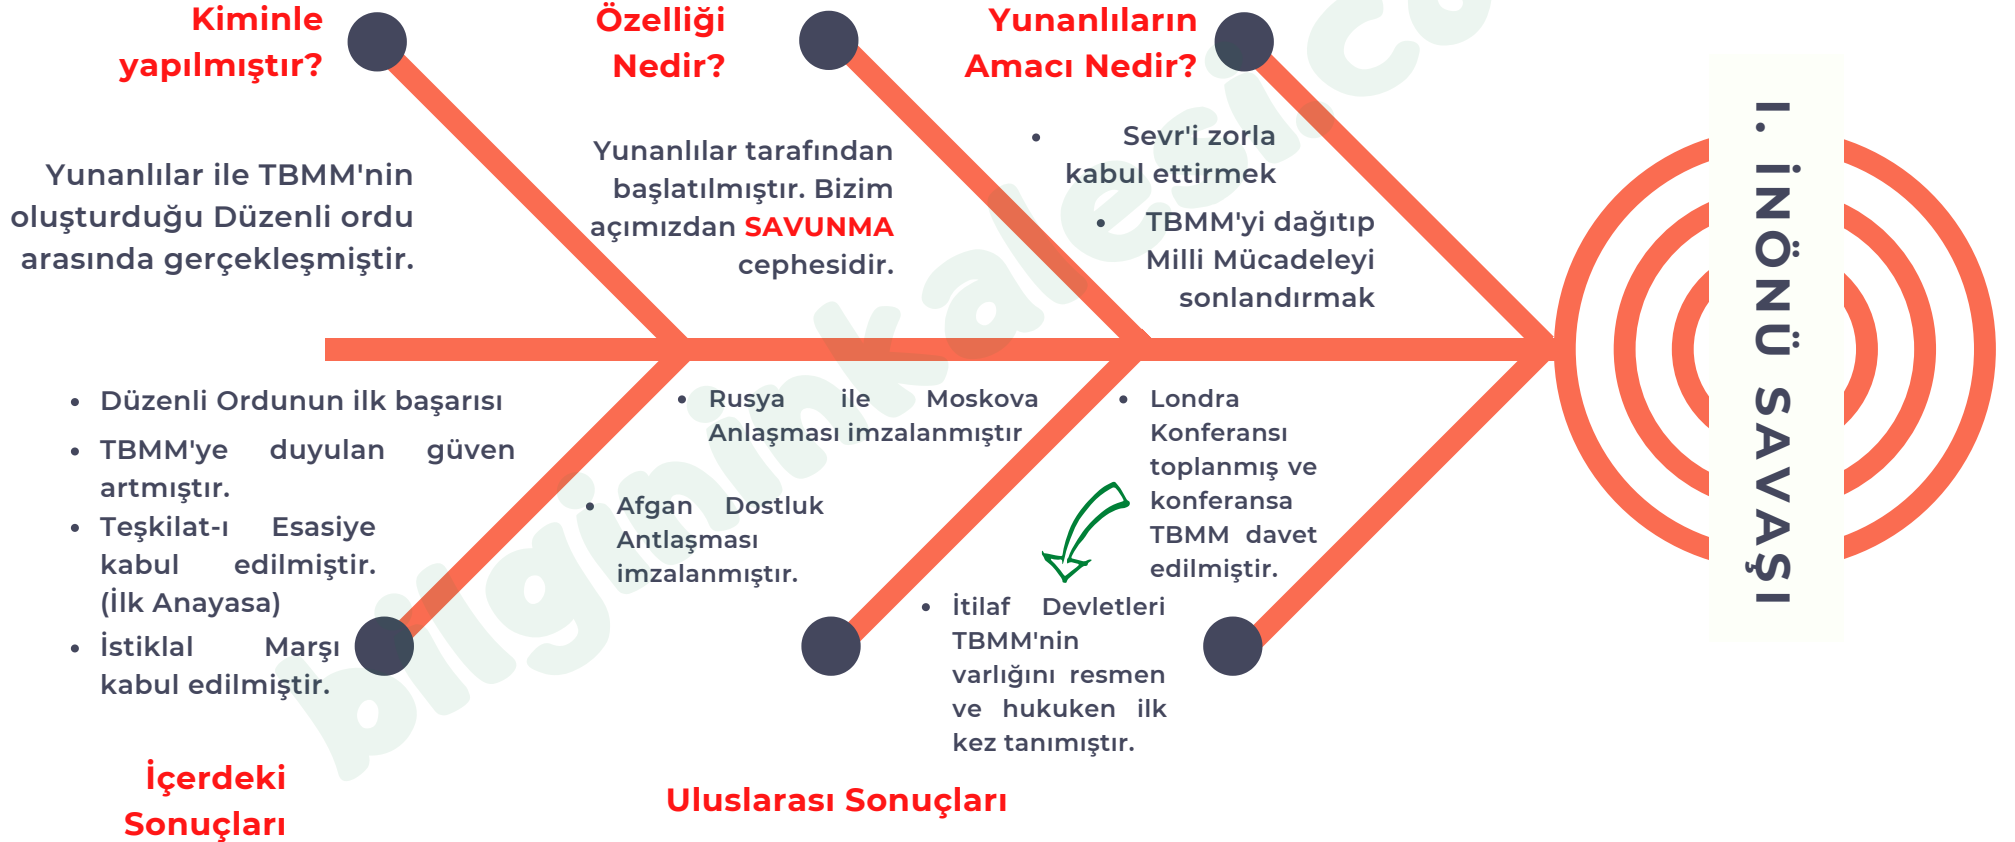 Kiminle
yapılmıştır?
Yunanlılar ile TBMM'nin
oluşturduğu Düzenli ordu
arasında gerçekleşmiştir.
Özelliği
Nedir?
Yunanlılar tarafından
başlatılmıştır. Bizim
açımızdan SAVUNMA
cephesidir.
Yunanlıların
Amacı Nedir?
• Sevr'i zorla
kabul ettirmek
• TBMM'yi dağıtıp
Milli Mücadeleyi
sonlandırmak
I. İNÖNÜ SAVAŞI
• Düzenli Ordunun ilk başarısı
• TBMM'ye duyulan güven
artmıştır.
• Teşkilat-ı Esasiye
kabul edilmiştir.
(İlk Anayasa)
• İstiklal Marşı
kabul edilmiştir.
İçerdeki
Sonuçları
• Rusya ile Moskova
Anlaşması imzalanmıştır
• Afgan Dostluk
Antlaşması
imzalanmıştır.
• Londra
Konferansı
toplanmış ve
konferansa
TBMM davet
edilmiştir.
• İtilaf Devletleri
TBMM'nin
varlığını resmen
ve hukuken ilk
kez tanımıştır.
Uluslarası Sonuçları
bilgininkalesi.co